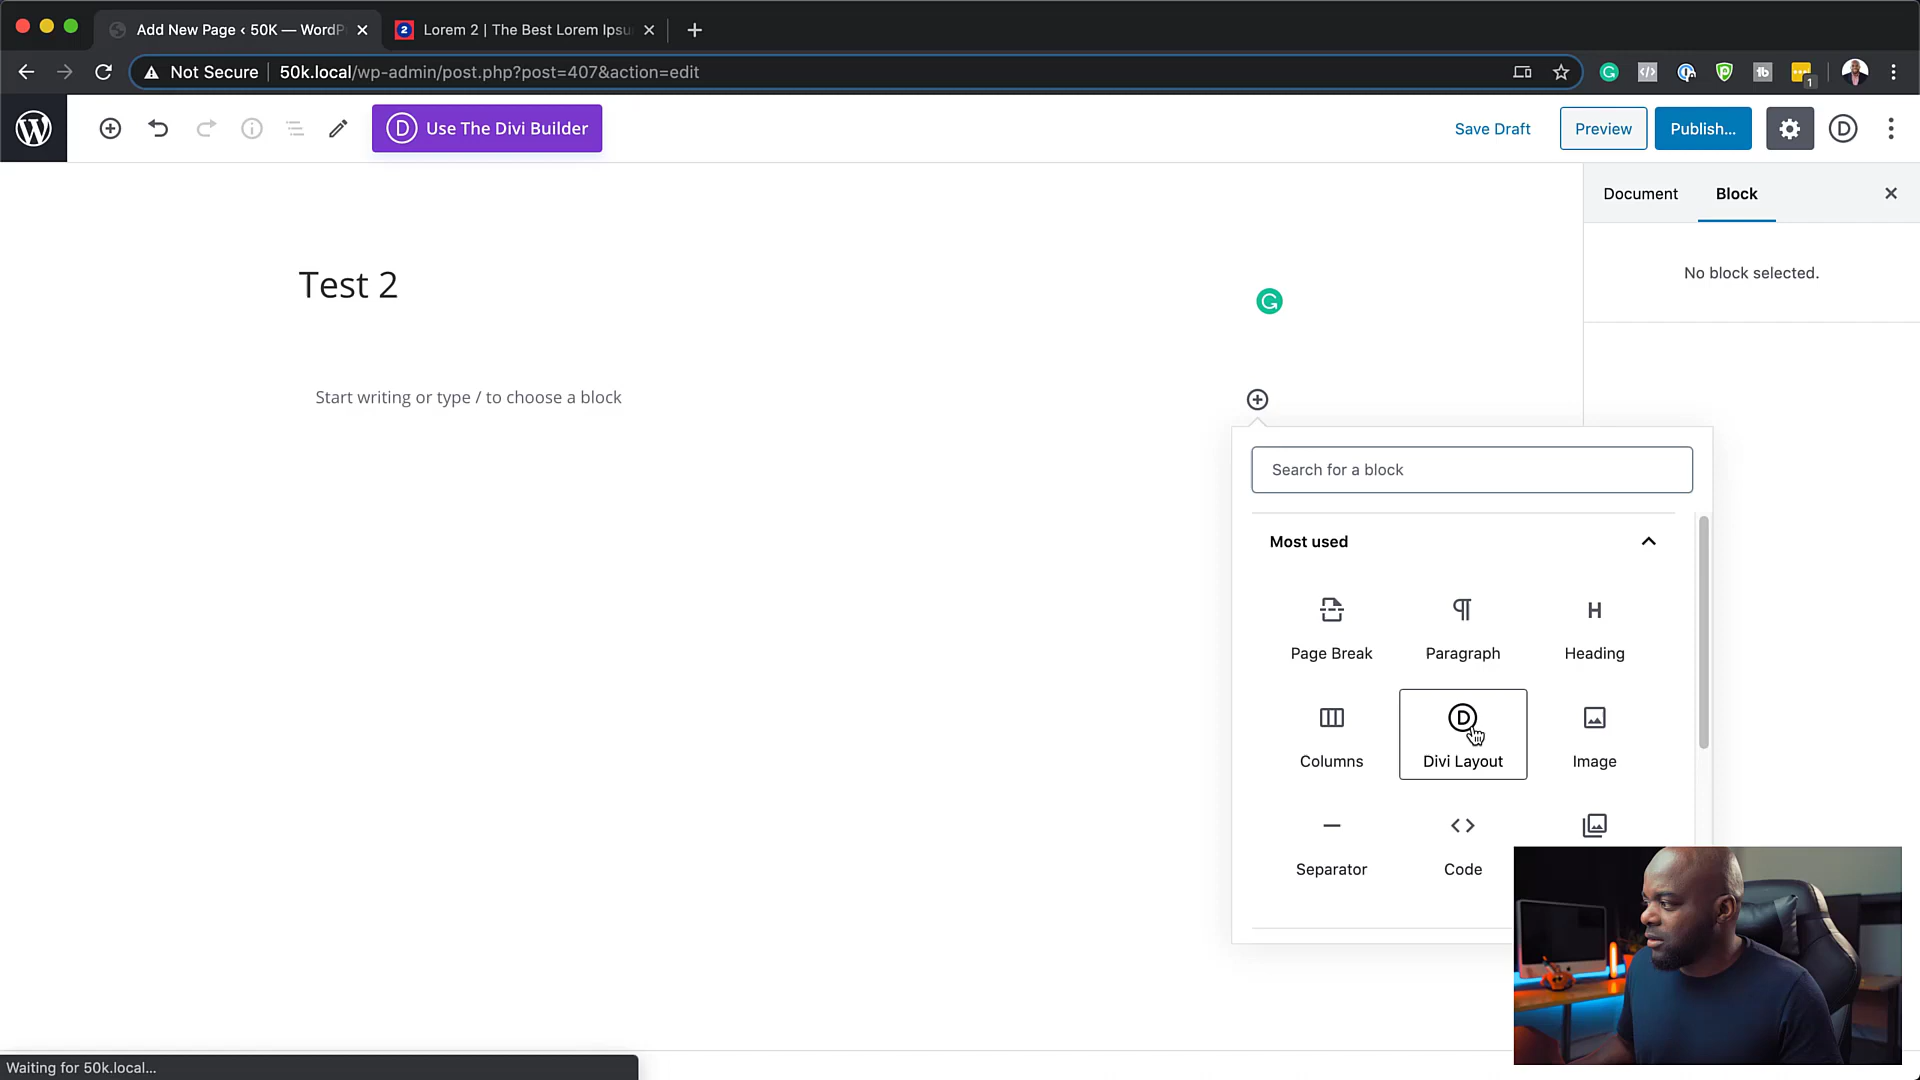 Add New Page ‹ 50K — WordP
2 Lorem 2 | The Best Lorem Ipsu
Not Secure 50k.local/wp-admin/post.php?post=407&action=edit
1
D Use The Divi Builder
Save Draft
Preview
Publish...
D
Document
Block
No block selected.
Test 2
Start writing or type / to choose a block
Search for a block
Most used
Page Break
Paragraph
Heading
Columns
Divi Layout
Image
Separator
Code
Waiting for 50k.local...